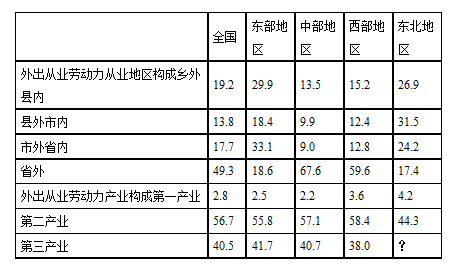 全国 东部地区 中部地区 西部地区 东北地区
外出从业劳动力从业地区构成乡外县内 19.2 29.9 13.5 15.2 26.9
县外市内 13.8 18.4 9.9 12.4 31.5
市外省内 17.7 33.1 9.0 12.8 24.2
省外 49.3 18.6 67.6 59.6 17.4
外出从业劳动力产业构成第一产业 2.8 2.5 2.2 3.6 4.2
第二产业 56.7 55.8 57.1 58.4 44.3
第三产业 40.5 41.7 40.7 38.0 ?